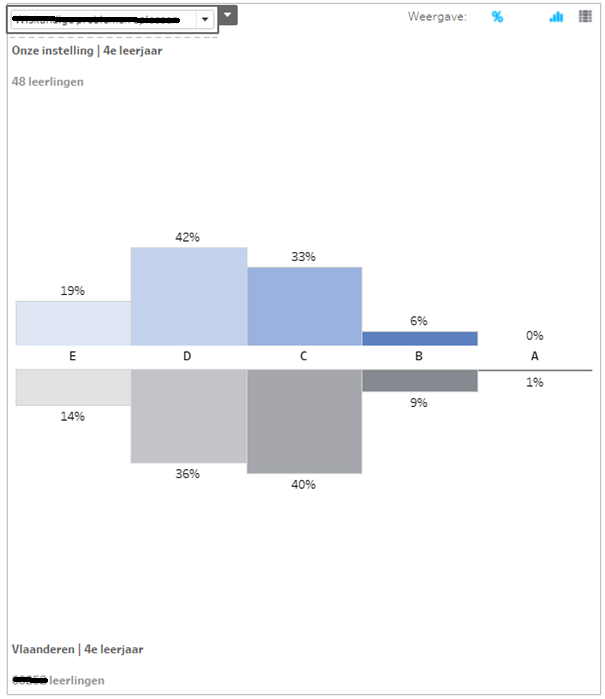 Weergave: %
Onze instelling | 4e leerjaar
48 leerlingen
42%
33%
19%
6%
0%
E D C B A
1%
9%
14%
36%
40%
Vlaanderen | 4e leerjaar
leerlingen